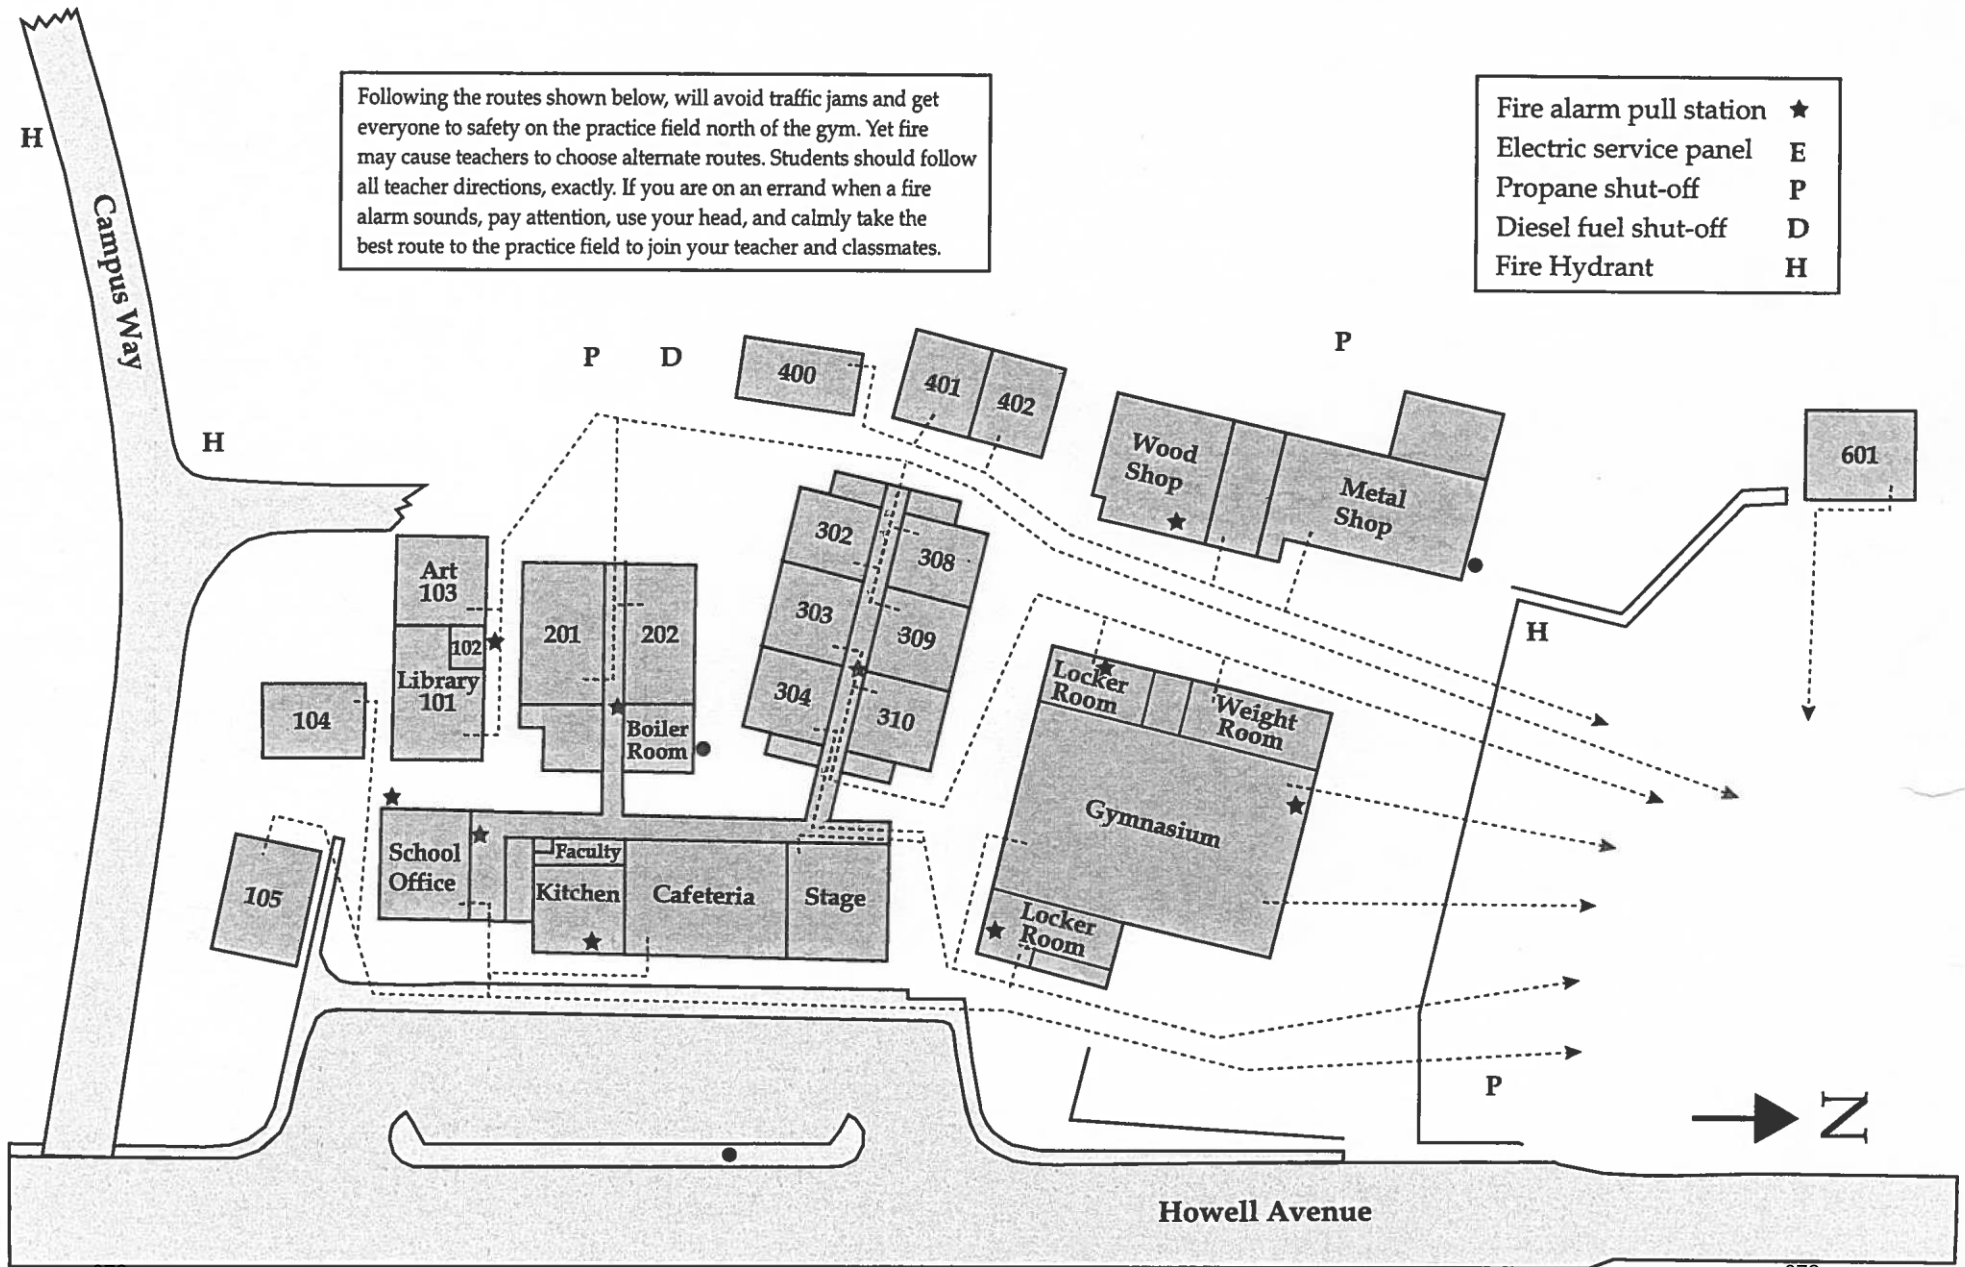 Following the routes shown below, will avoid traffic jams and get
everyone to safety on the practice field north of the gym. Yet fire
may cause teachers to choose alternate routes. Students should follow
all teacher directions, exactly. If you are on an errand when a fire
alarm sounds, pay attention, use your head, and calmly take the
best route to the practice field to join your teacher and classmates.
Fire alarm pull station ★
Electric service panel E
Propane shut-off P
Diesel fuel shut-off D
Fire Hydrant H
H
Campus Way
H
P
D
400
401
402
P
Wood
Shop
Metal
Shop
601
H
Art
103
102
Library
101
104
105
201
202
Boiler
Room
302
303
304
308
309
310
Locker
Room
Weight
Room
Gymnasium
Locker
Room
School
Office
Faculty
Kitchen
Cafeteria
Stage
P
N
Howell Avenue